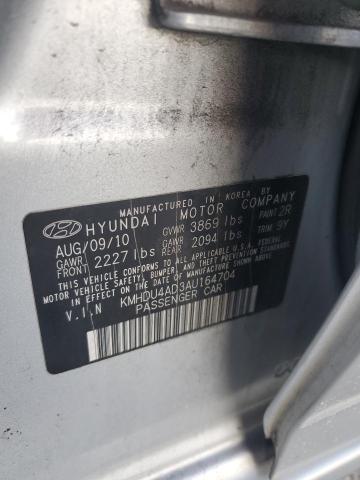 MANUFACTURED IN KOREA BY
HYUNDAI MOTOR COMPANY
AUG/09/10 GVWR 3869 lbs PAINT 2R
GAWR FRONT 2227 lbs GAWR REAR 2094 lbs TRIM 9Y
THIS VEHICLE CONFORMS TO ALL APPLICABLE U.S.A. FEDERAL
MOTOR VEHICLE SAFETY, BUMPER, AND THEFT PREVENTION STANDARDS
IN EFFECT ON THE DATE OF MANUFACTURE SHOWN ABOVE.
V.I.N KMHDU4AD3AU164704
PASSENGER CAR